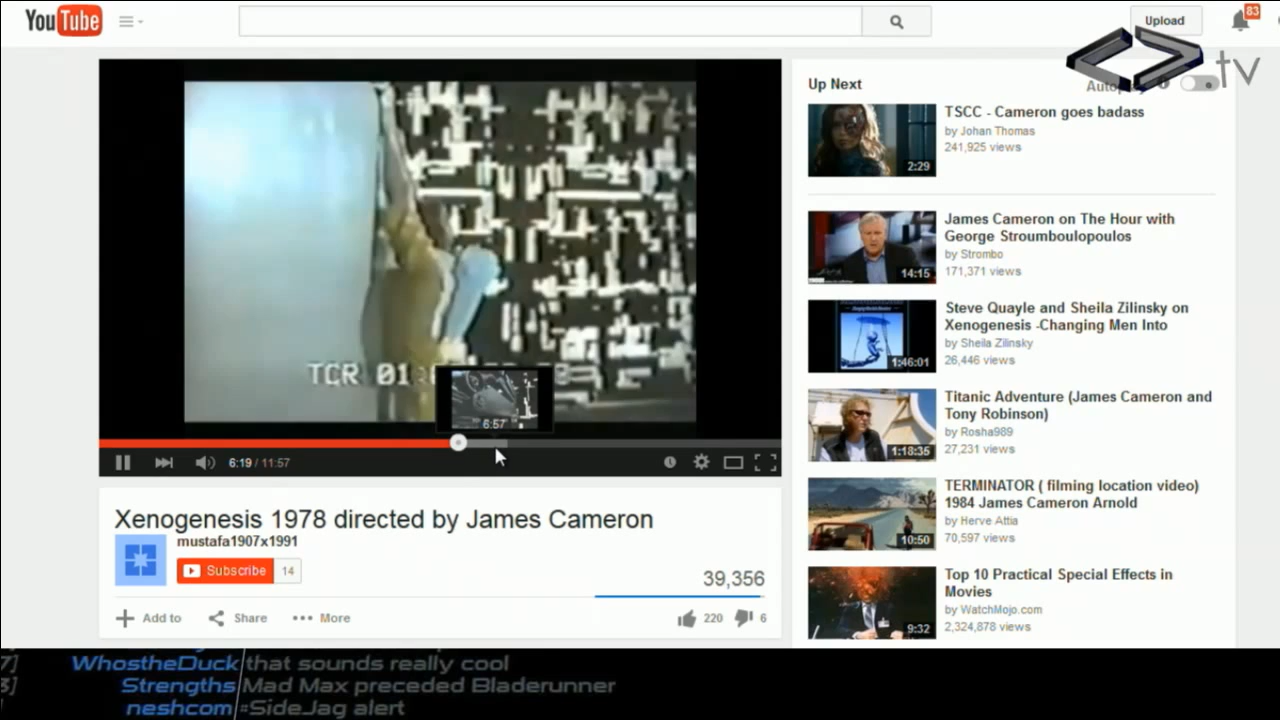 YouTube
Upload
83
.tv
Up Next
TSCC - Cameron goes badass
by Johan Thomas
241,925 views
2:29
James Cameron on The Hour with
George Stroumboulopoulos
by Strombo
171,371 views
14:15
Steve Quayle and Sheila Zilinsky on
Xenogenesis -Changing Men Into
by Sheila Zilinsky
26,446 views
1:46:01
Titanic Adventure (James Cameron and
Tony Robinson)
by Rosha989
27,231 views
1:18:35
TERMINATOR ( filming location video)
1984 James Cameron Arnold
by Herve Attia
70,597 views
10:50
Top 10 Practical Special Effects in
Movies
by WatchMojo.com
2,324,878 views
9:32
TCR 01:
6:57
6:19 / 11:57
Xenogenesis 1978 directed by James Cameron
mustafa1907x1991
Subscribe 14
39,356
Add to Share More
220 6
7] WhostheDuck that sounds really cool
3] Strengths Mad Max preceded Bladerunner
] neshcom #SideJag alert